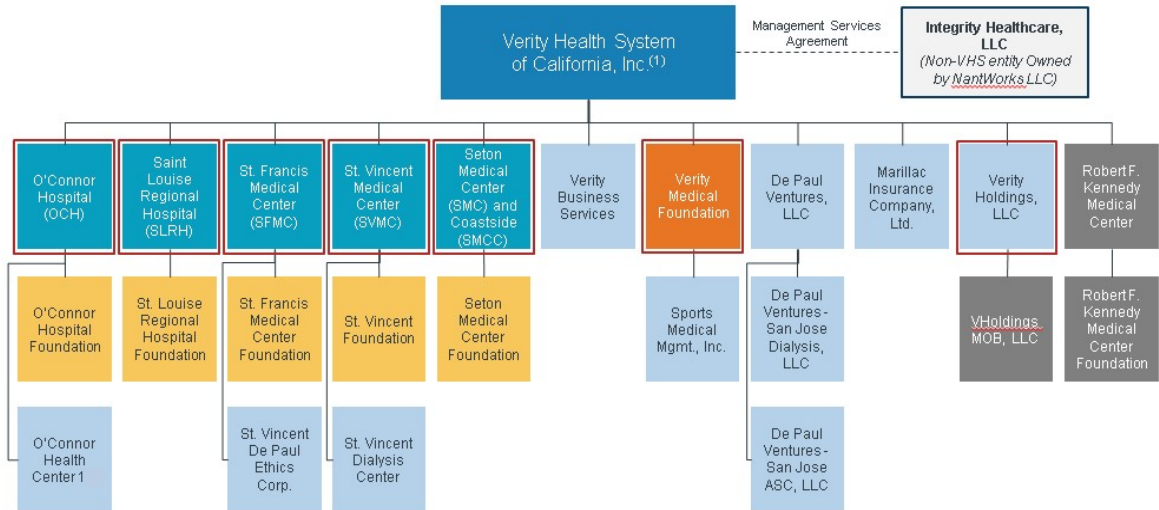 Verity Health System
of California, Inc.(1)
Management Services
Agreement
Integrity Healthcare,
LLC
(Non-VHS entity Owned
by NantWorks LLC)
O'Connor
Hospital
(OCH)
Saint
Louise
Regional
Hospital
(SLRH)
St. Francis
Medical
Center
(SFMC)
St. Vincent
Medical
Center
(SVMC)
Seton
Medical
Center
(SMC) and
Coastside
(SMCC)
Verity
Business
Services
Verity
Medical
Foundation
De Paul
Ventures,
LLC
Marillac
Insurance
Company,
Ltd.
Verity
Holdings,
LLC
Robert F.
Kennedy
Medical
Center
O'Connor
Hospital
Foundation
St. Louise
Regional
Hospital
Foundation
St. Francis
Medical
Center
Foundation
St. Vincent
Foundation
Seton
Medical
Center
Foundation
Sports
Medical
Mgmt., Inc.
De Paul
Ventures -
San Jose
Dialysis,
LLC
VHoldings
MOB, LLC
Robert F.
Kennedy
Medical
Center
Foundation
O'Connor
Health
Center 1
St. Vincent
De Paul
Ethics
Corp.
St. Vincent
Dialysis
Center
De Paul
Ventures -
San Jose
ASC, LLC